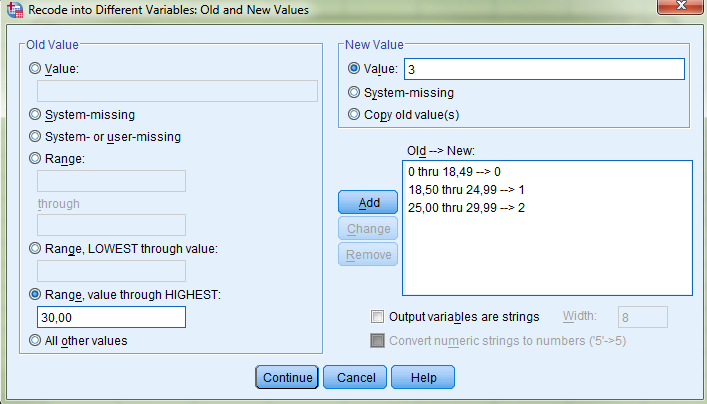 Recode into Different Variables: Old and New Values
Old Value
Value:
System-missing
System- or user-missing
Range:
through
Range, LOWEST through value:
Range, value through HIGHEST:
30,00
All other values
New Value
Value: 3
System-missing
Copy old value(s)
Old --> New:
0 thru 18,49 --> 0
18,50 thru 24,99 --> 1
25,00 thru 29,99 --> 2
Add
Change
Remove
Output variables are strings Width: 8
Convert numeric strings to numbers ('5'->5)
Continue Cancel Help